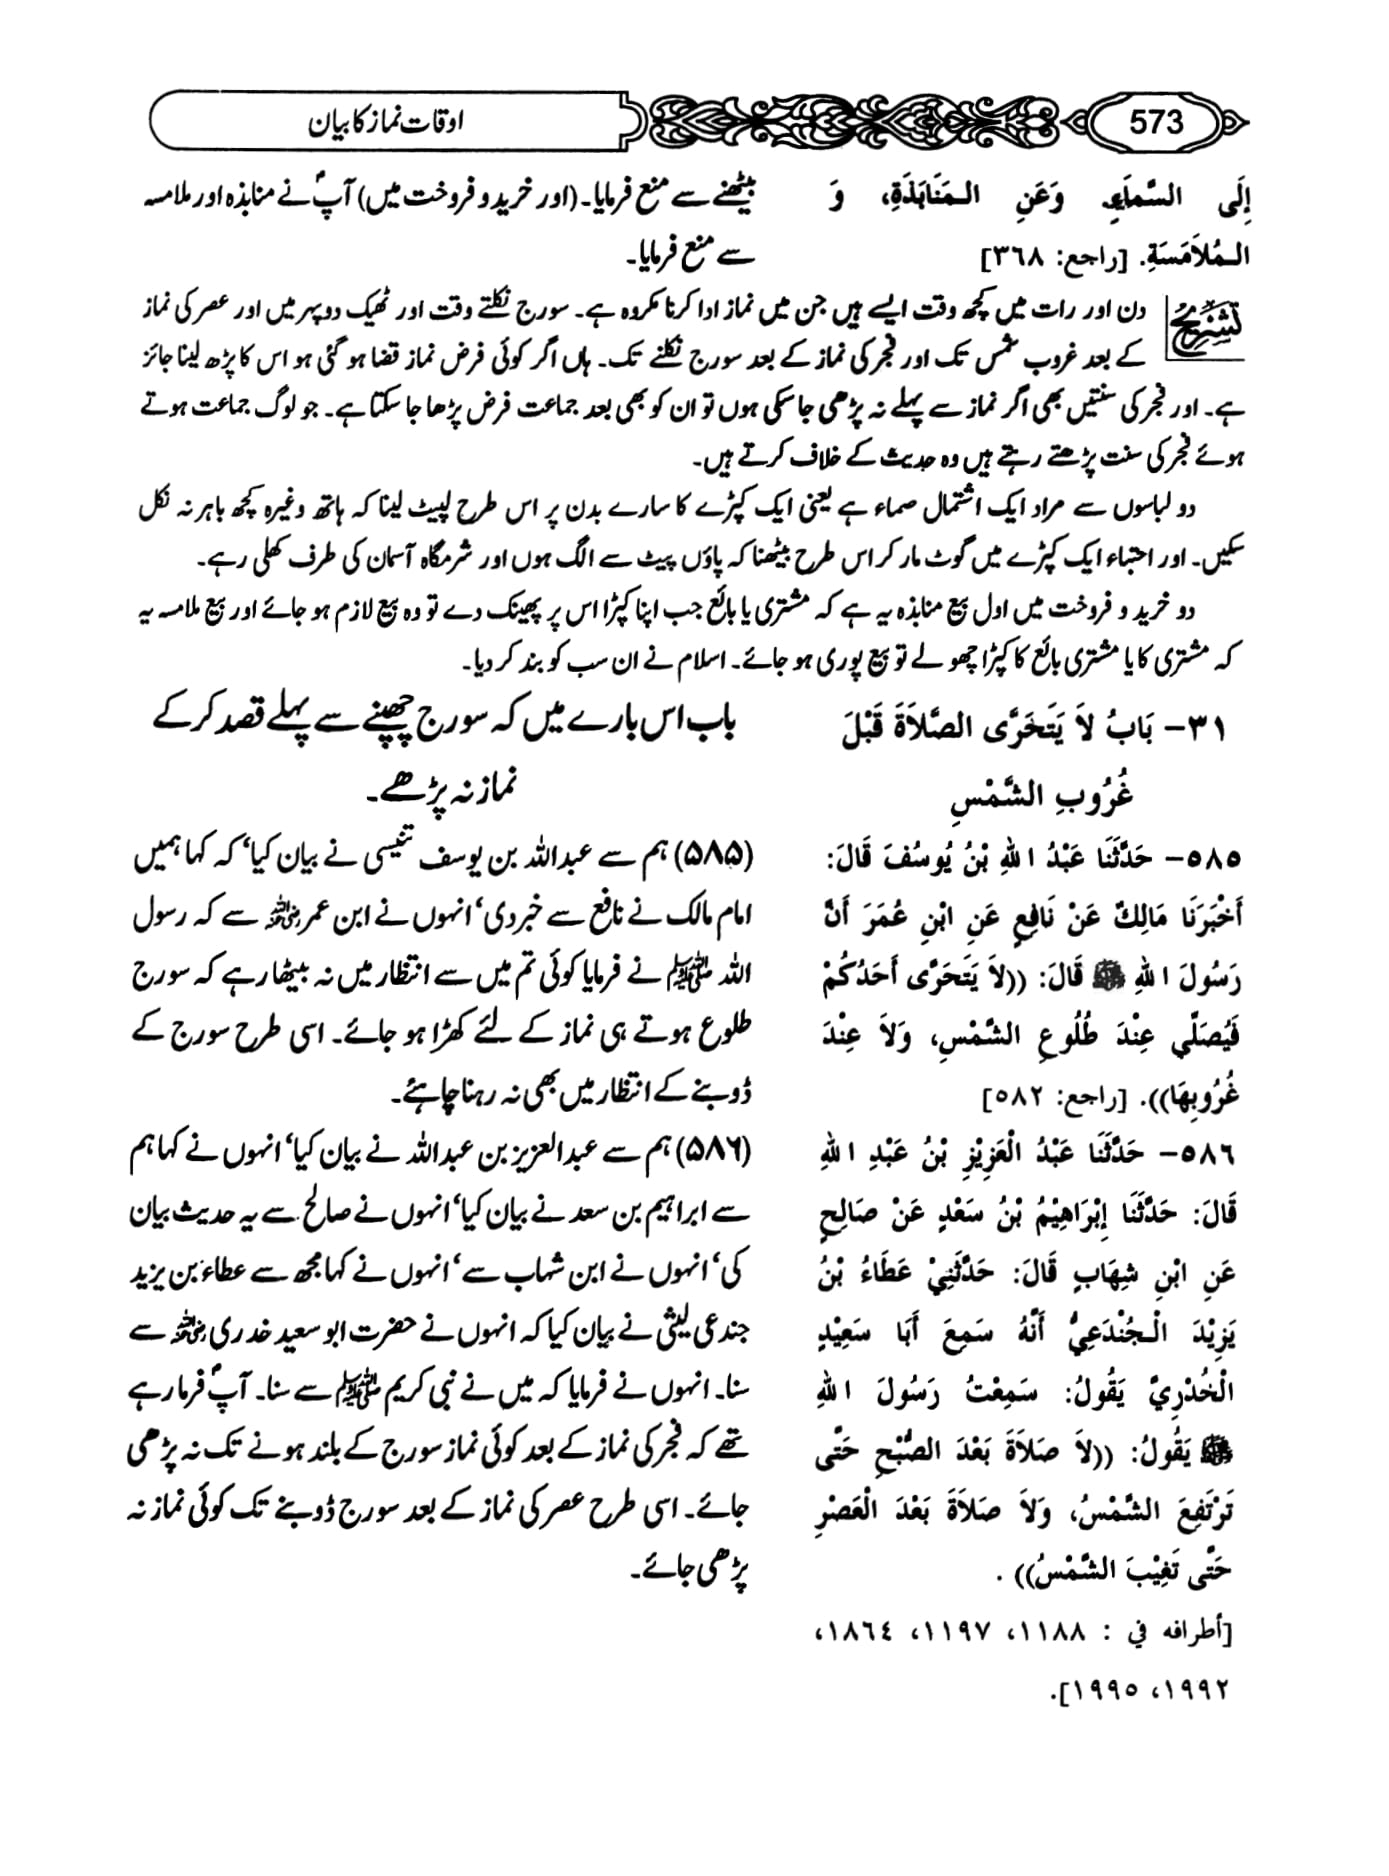 573
اوقات نماز کا بیان
إِلَى السَّمَاءِ، وَعَنِ الـمَنَابَذَةِ، وَ
الـمُلاَمَسَةِ. [راجع: ٣٦٨]
بیٹھنے سے منع فرمایا۔ (اور خرید و فروخت میں) آپؐ نے منابذہ اور ملامسہ
سے منع فرمایا۔
تشریح
دن اور رات میں کچھ وقت ایسے ہیں جن میں نماز ادا کرنا مکروہ ہے۔ سورج نکلتے وقت اور ٹھیک دوپہر میں اور عصر کی نماز
کے بعد غروب شمس تک اور فجر کی نماز کے بعد سورج نکلنے تک۔ ہاں اگر کوئی فرض نماز قضا ہو گئی ہو اس کا پڑھ لینا جائز
ہے۔ اور فجر کی سنتیں بھی اگر نماز سے پہلے نہ پڑھی جا سکی ہوں تو ان کو بھی بعد جماعت فرض پڑھا جا سکتا ہے۔ جو لوگ جماعت ہوتے
ہوئے فجر کی سنت پڑھتے رہتے ہیں وہ حدیث کے خلاف کرتے ہیں۔
دو لباسوں سے مراد ایک اشتمال صماء ہے یعنی ایک کپڑے کا سارے بدن پر اس طرح لپیٹ لینا کہ ہاتھ وغیرہ کچھ باہر نہ نکل
سکیں۔ اور احتباء ایک کپڑے میں گوٹ مار کر اس طرح بیٹھنا کہ پاؤں پیٹ سے الگ ہوں اور شرمگاہ آسمان کی طرف کھلی رہے۔
دو خرید و فروخت میں اول بیع منابذہ یہ ہے کہ مشتری یا بائع جب اپنا کپڑا اس پر پھینک دے تو وہ بیع لازم ہو جائے اور بیع ملامسہ یہ
کہ مشتری کا یا مشتری بائع کا کپڑا چھو لے تو بیع پوری ہو جائے۔ اسلام نے ان سب کو بند کر دیا۔
٣١- بَابُ لاَ يَتَحَرَّى الصَّلاَةَ قَبْلَ
غُرُوبِ الشَّمْسِ
باب اس بارے میں کہ سورج چھپنے سے پہلے قصد کر کے
نماز نہ پڑھے۔
٥٨٥- حَدَّثَنَا عَبْدُ اللهِ بْنُ يُوسُفَ قَالَ:
أَخْبَرَنَا مَالِكٌ عَنْ نَافِعٍ عَنِ ابْنِ عُمَرَ أَنَّ
رَسُولَ اللهِ ﷺ قَالَ: ((لاَ يَتَحَرَّى أَحَدُكُمْ
فَيُصَلِّي عِنْدَ طُلُوعِ الشَّمْسِ، وَلاَ عِنْدَ
غُرُوبِهَا)). [راجع: ٥٨٢]
(۵۸۵) ہم سے عبداللہ بن یوسف تنیسی نے بیان کیا‘ کہ کہا ہمیں
امام مالک نے نافع سے خبر دی‘ انہوں نے ابن عمر رضی اللہ عنہ سے کہ رسول
اللہ ﷺ نے فرمایا کوئی تم میں سے انتظار میں نہ بیٹھا رہے کہ سورج
طلوع ہوتے ہی نماز کے لئے کھڑا ہو جائے۔ اسی طرح سورج کے
ڈوبنے کے انتظار میں بھی نہ رہنا چاہئے۔
٥٨٦- حَدَّثَنَا عَبْدُ الْعَزِيْزِ بْنُ عَبْدِ اللهِ
قَالَ: حَدَّثَنَا إِبْرَاهِيْمُ بْنُ سَعْدٍ عَنْ صَالِحٍ
عَنِ ابْنِ شِهَابٍ قَالَ: حَدَّثَنِيْ عَطَاءُ بْنُ
يَزِيْدَ الْـجُنْدَعِيُّ أَنَّهُ سَمِعَ أَبَا سَعِيْدٍ
الْخُدْرِيَّ يَقُولُ: سَمِعْتُ رَسُولَ اللهِ
ﷺ يَقُولُ: ((لاَ صَلاَةَ بَعْدَ الصُّبْحِ حَتَّى
تَرْتَفِعَ الشَّمْسُ، وَلاَ صَلاَةَ بَعْدَ الْعَصْرِ
حَتَّى تَغِيْبَ الشَّمْسُ)).
[أطرافه في : ١١٨٨، ١١٩٧، ١٨٦٤،
١٩٩٢، ١٩٩٥].
(۵۸۶) ہم سے عبدالعزیز بن عبداللہ نے بیان کیا‘ انہوں نے کہا ہم
سے ابراہیم بن سعد نے بیان کیا‘ انہوں نے صالح سے یہ حدیث بیان
کی‘ انہوں نے ابن شہاب سے‘ انہوں نے کہا مجھ سے عطاء بن یزید
جندعی لیثی نے بیان کیا کہ انہوں نے حضرت ابو سعید خدری رضی اللہ عنہ سے
سنا۔ انہوں نے فرمایا کہ میں نے نبی کریم ﷺ سے سنا۔ آپؐ فرما رہے
تھے کہ فجر کی نماز کے بعد کوئی نماز سورج کے بلند ہونے تک نہ پڑھی
جائے۔ اسی طرح عصر کی نماز کے بعد سورج ڈوبنے تک کوئی نماز نہ
پڑھی جائے۔